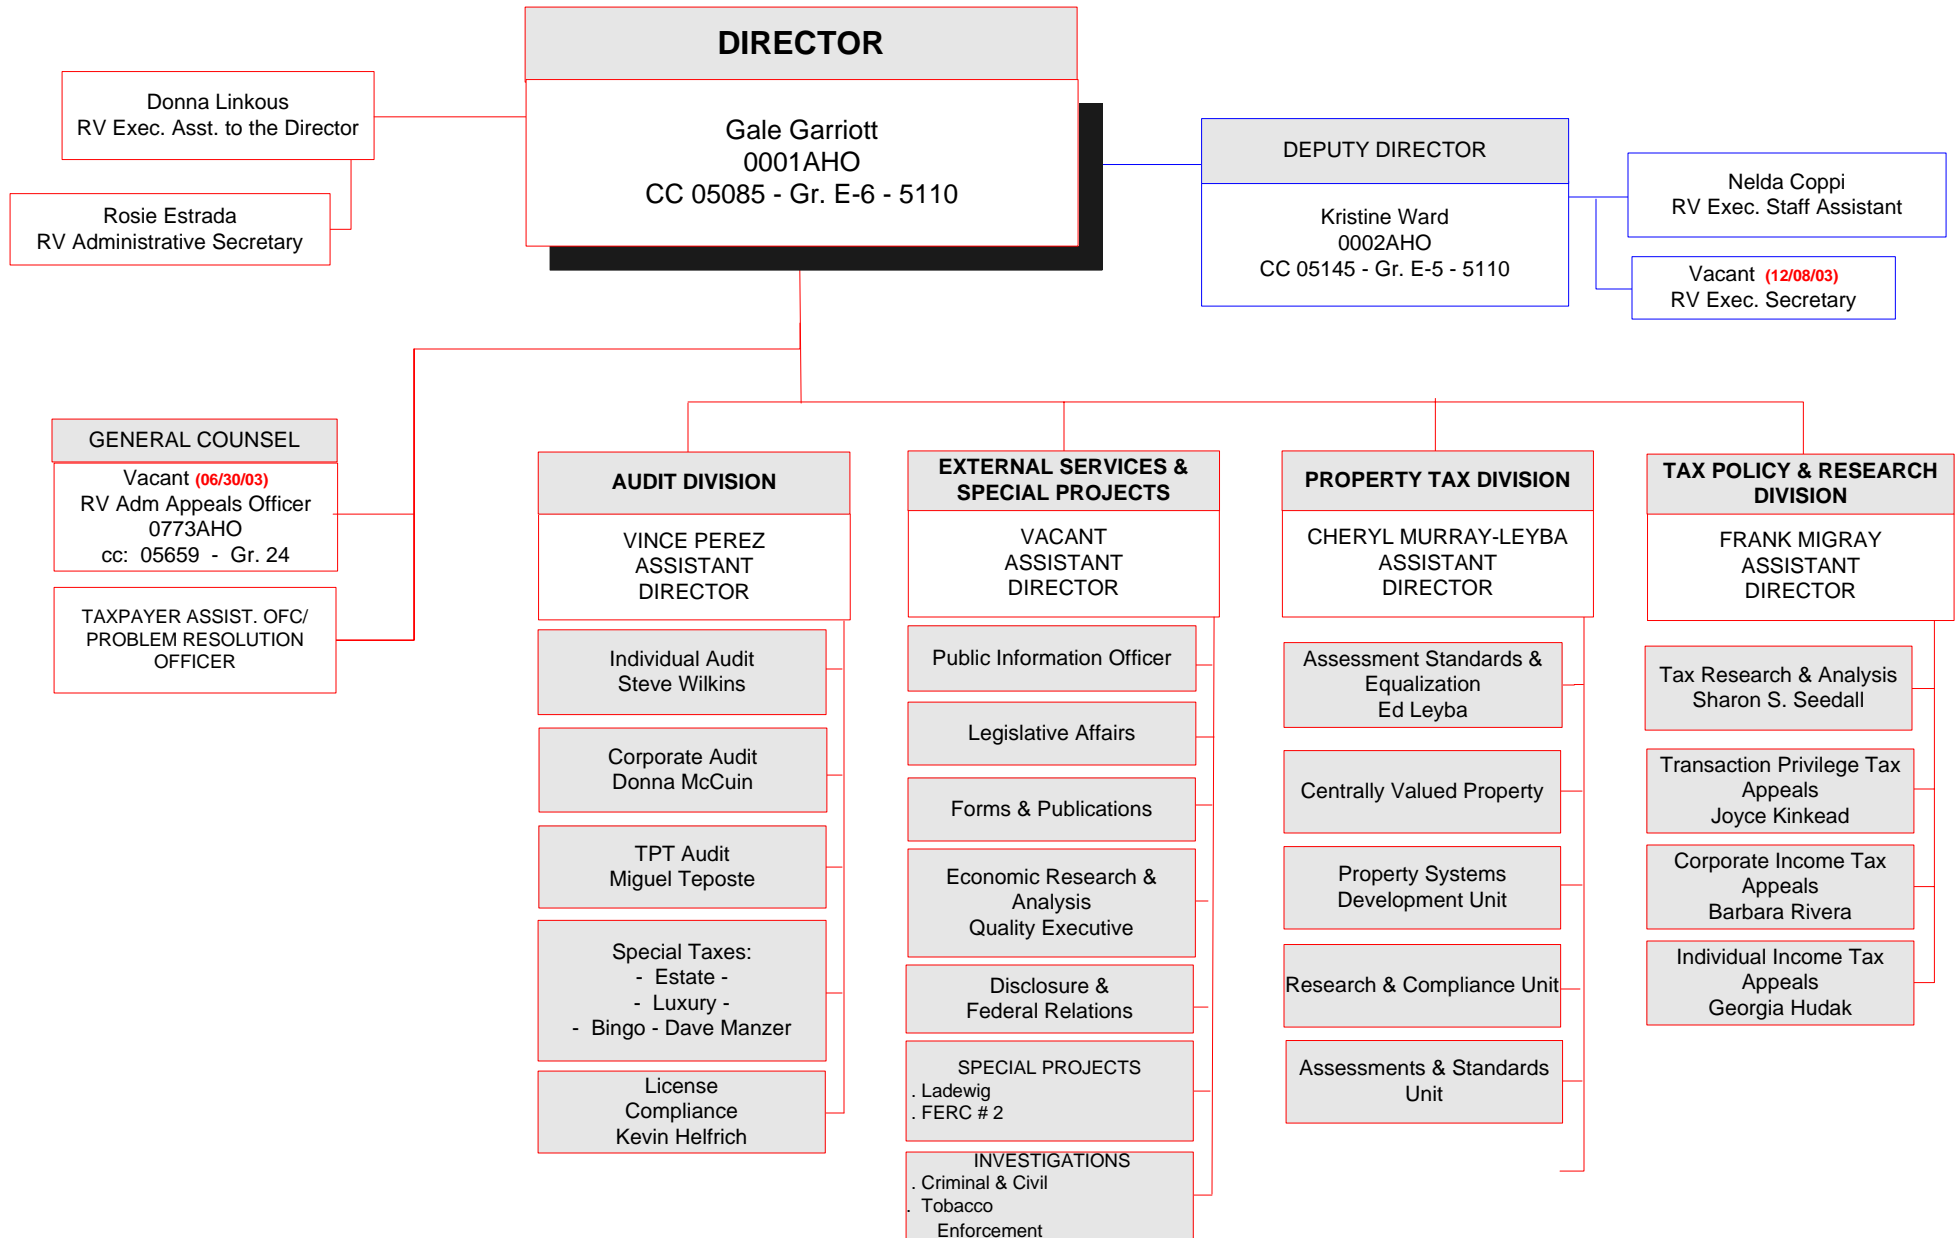 DIRECTOR
Gale Garriott
0001AHO
CC 05085 - Gr. E-6 - 5110
Donna Linkous
RV Exec. Asst. to the Director
Rosie Estrada
RV Administrative Secretary
DEPUTY DIRECTOR
Kristine Ward
0002AHO
CC 05145 - Gr. E-5 - 5110
Nelda Coppi
RV Exec. Staff Assistant
Vacant (12/08/03)
RV Exec. Secretary
GENERAL COUNSEL
Vacant (06/30/03)
RV Adm Appeals Officer
0773AHO
cc: 05659 - Gr. 24
TAXPAYER ASSIST. OFC/
PROBLEM RESOLUTION
OFFICER
AUDIT DIVISION
VINCE PEREZ
ASSISTANT
DIRECTOR
Individual Audit
Steve Wilkins
Corporate Audit
Donna McCuin
TPT Audit
Miguel Teposte
Special Taxes:
- Estate -
- Luxury -
- Bingo - Dave Manzer
License
Compliance
Kevin Helfrich
EXTERNAL SERVICES &
SPECIAL PROJECTS
VACANT
ASSISTANT
DIRECTOR
Public Information Officer
Legislative Affairs
Forms & Publications
Economic Research &
Analysis
Quality Executive
Disclosure &
Federal Relations
SPECIAL PROJECTS
. Ladewig
. FERC # 2
INVESTIGATIONS
. Criminal & Civil
. Tobacco
Enforcement
PROPERTY TAX DIVISION
CHERYL MURRAY-LEYBA
ASSISTANT
DIRECTOR
Assessment Standards &
Equalization
Ed Leyba
Centrally Valued Property
Property Systems
Development Unit
Research & Compliance Unit
Assessments & Standards
Unit
TAX POLICY & RESEARCH
DIVISION
FRANK MIGRAY
ASSISTANT
DIRECTOR
Tax Research & Analysis
Sharon S. Seedall
Transaction Privilege Tax
Appeals
Joyce Kinkead
Corporate Income Tax
Appeals
Barbara Rivera
Individual Income Tax
Appeals
Georgia Hudak